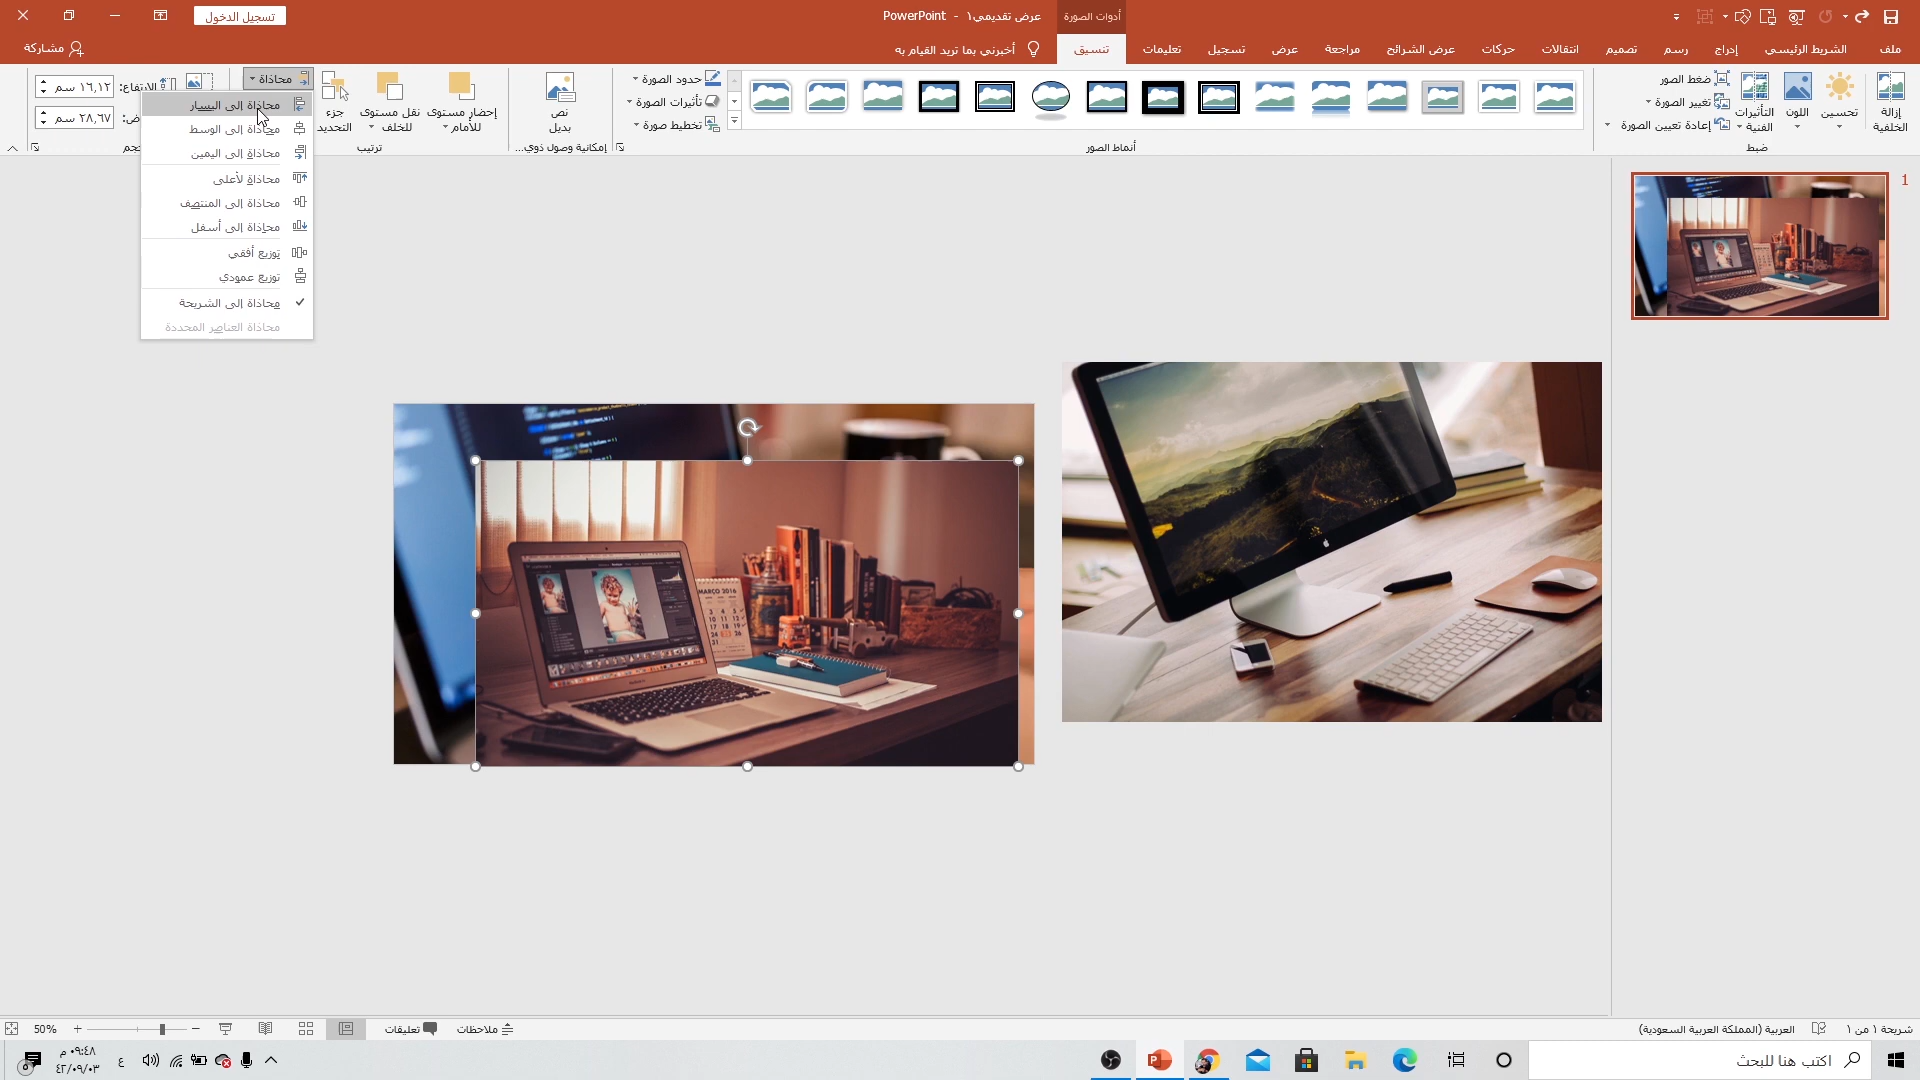 أدوات الصورة
عرض تقديمي١ - PowerPoint
تسجيل الدخول
ملف
الشريط الرئيسي
إدراج
رسم
تصميم
انتقالات
حركات
عرض الشرائح
مراجعة
عرض
تسجيل
تعليمات
تنسيق
أخبرني بما تريد القيام به
مشاركة
إزالة الخلفية
تحسين
اللون
التأثيرات الفنية
ضغط الصور
تغيير الصورة
إعادة تعيين الصورة
ضبط
أنماط الصور
حدود الصورة
تأثيرات الصورة
تخطيط صورة
نص بديل
إمكانية وصول ذوي...
إحضار مستوى للأمام
نقل مستوى للخلف
جزء التحديد
ترتيب
محاذاة
الارتفاع:
١٦,١٢ سم
٢٨,٦٧ سم
محاذاة إلى اليسار
محاذاة إلى الوسط
محاذاة إلى اليمين
محاذاة لأعلى
محاذاة إلى المنتصف
محاذاة إلى أسفل
توزيع أفقي
توزيع عمودي
محاذاة إلى الشريحة
محاذاة العناصر المحددة
1
MARÇO 2016
شريحة ١ من ١
العربية (المملكة العربية السعودية)
ملاحظات
تعليقات
50%
اكتب هنا للبحث
ع
٠٩:٤٨ م
٤٢/٠٩/٠٣